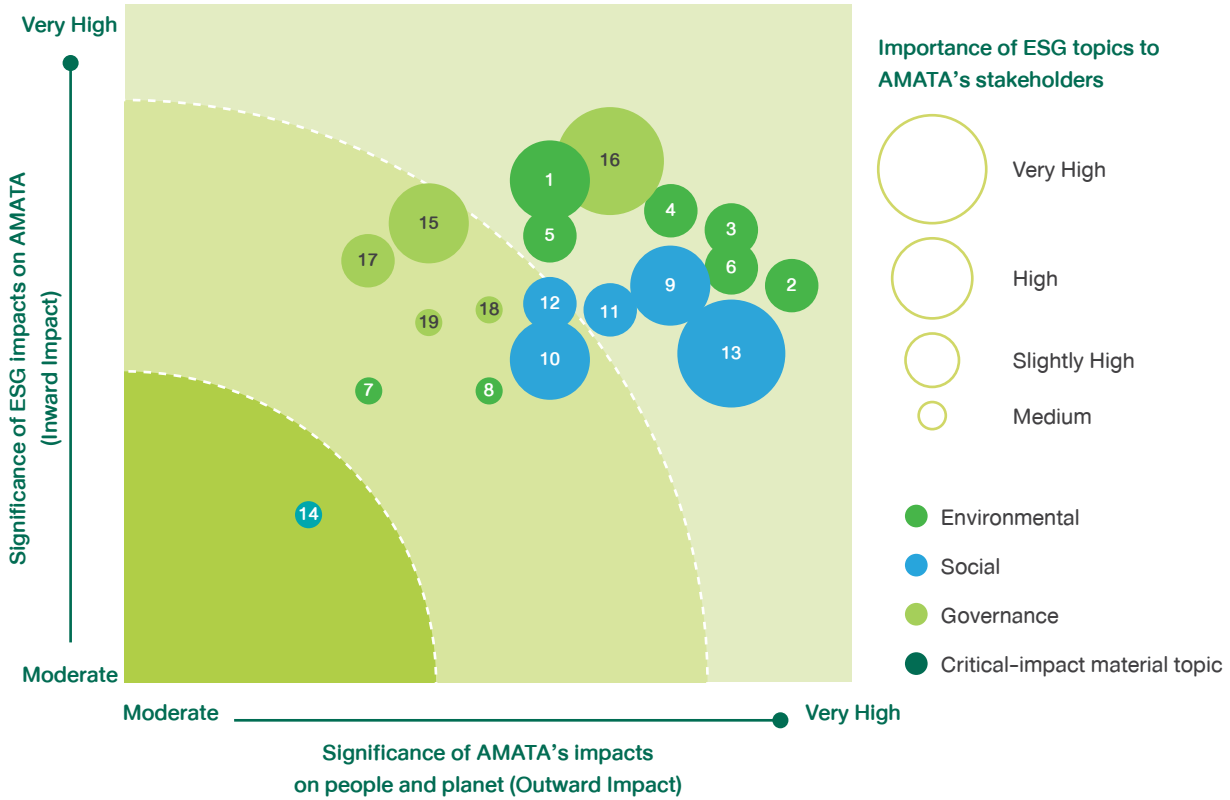 Very High
Significance of ESG impacts on AMATA
(Inward Impact)
Moderate
16
1
4
3
15
5
17
6
2
9
12
11
18
19
13
10
7
8
14
Moderate
Very High
Significance of AMATA's impacts
on people and planet (Outward Impact)
Importance of ESG topics to
AMATA's stakeholders
Very High
High
Slightly High
Medium
Environmental
Social
Governance
Critical-impact material topic